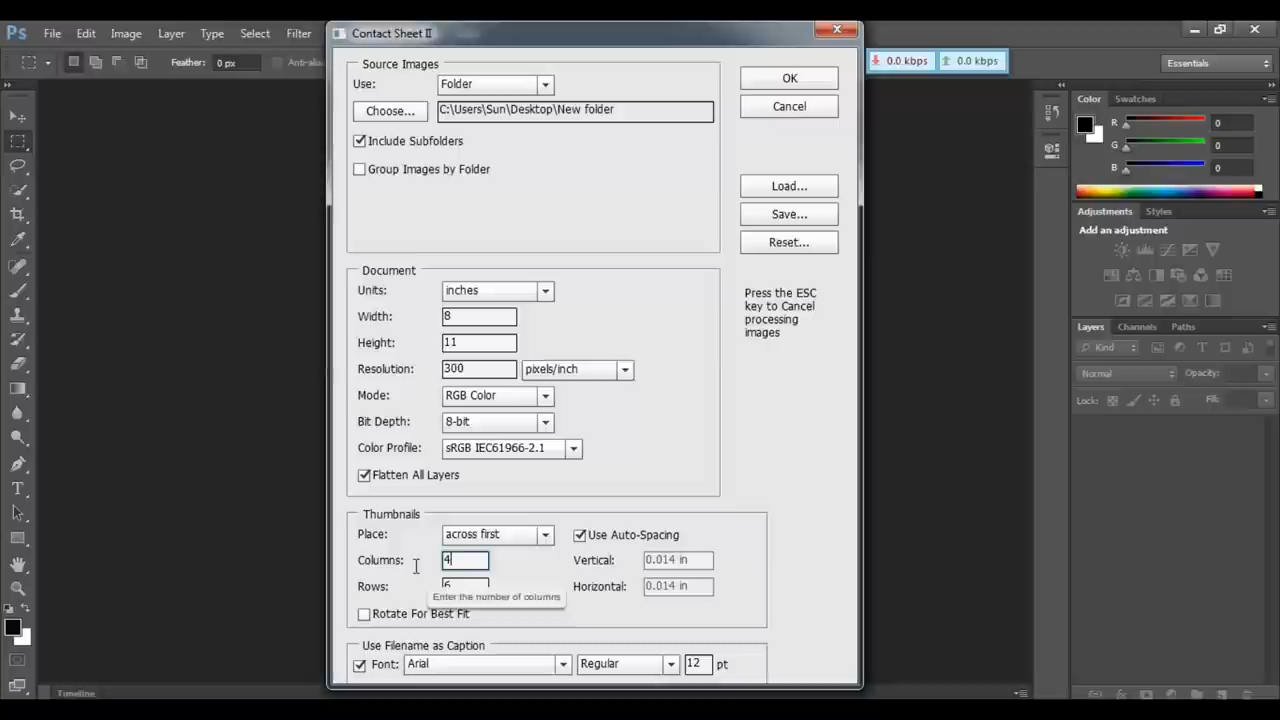 Ps File Edit Image Layer Type Select Filter
Contact Sheet II
Feather: 0 px
0.0 kbps 0.0 kbps
Essentials
Source Images
Use: Folder
Choose... C:\Users\Sun\Desktop\New folder
Include Subfolders
Group Images by Folder
OK
Cancel
Load...
Save...
Reset...
Press the ESC
key to Cancel
processing
images
Document
Units: inches
Width: 8
Height: 11
Resolution: 300 pixels/inch
Mode: RGB Color
Bit Depth: 8-bit
Color Profile: sRGB IEC61966-2.1
Flatten All Layers
Thumbnails
Place: across first Use Auto-Spacing
Columns: 4 Vertical: 0.014 in
Rows: 6 Horizontal: 0.014 in
Enter the number of columns
Rotate For Best Fit
Use Filename as Caption
Font: Arial Regular 12 pt
Color Swatches
R 0
G 0
B 0
Adjustments Styles
Add an adjustment
Layers Channels Paths
Kind
Normal Opacity:
Lock: Fill:
Timeline